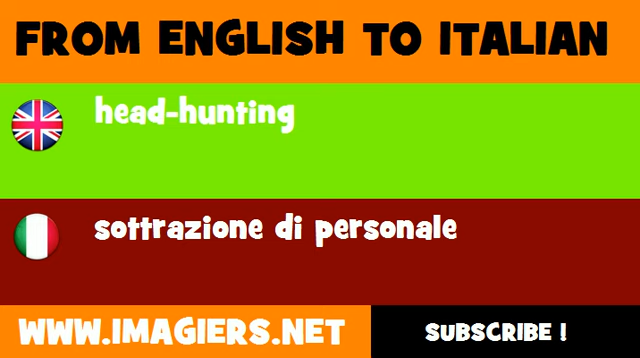 FROM ENGLISH TO ITALIAN
head-hunting
sottrazione di personale
WWW.IMAGIERS.NET
SUBSCRIBE !